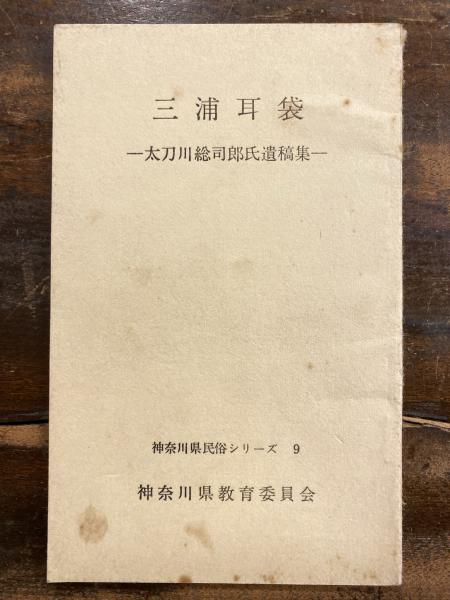 三浦耳袋
—太刀川総司郎氏遺稿集—
神奈川県民俗シリーズ 9
神奈川県教育委員会